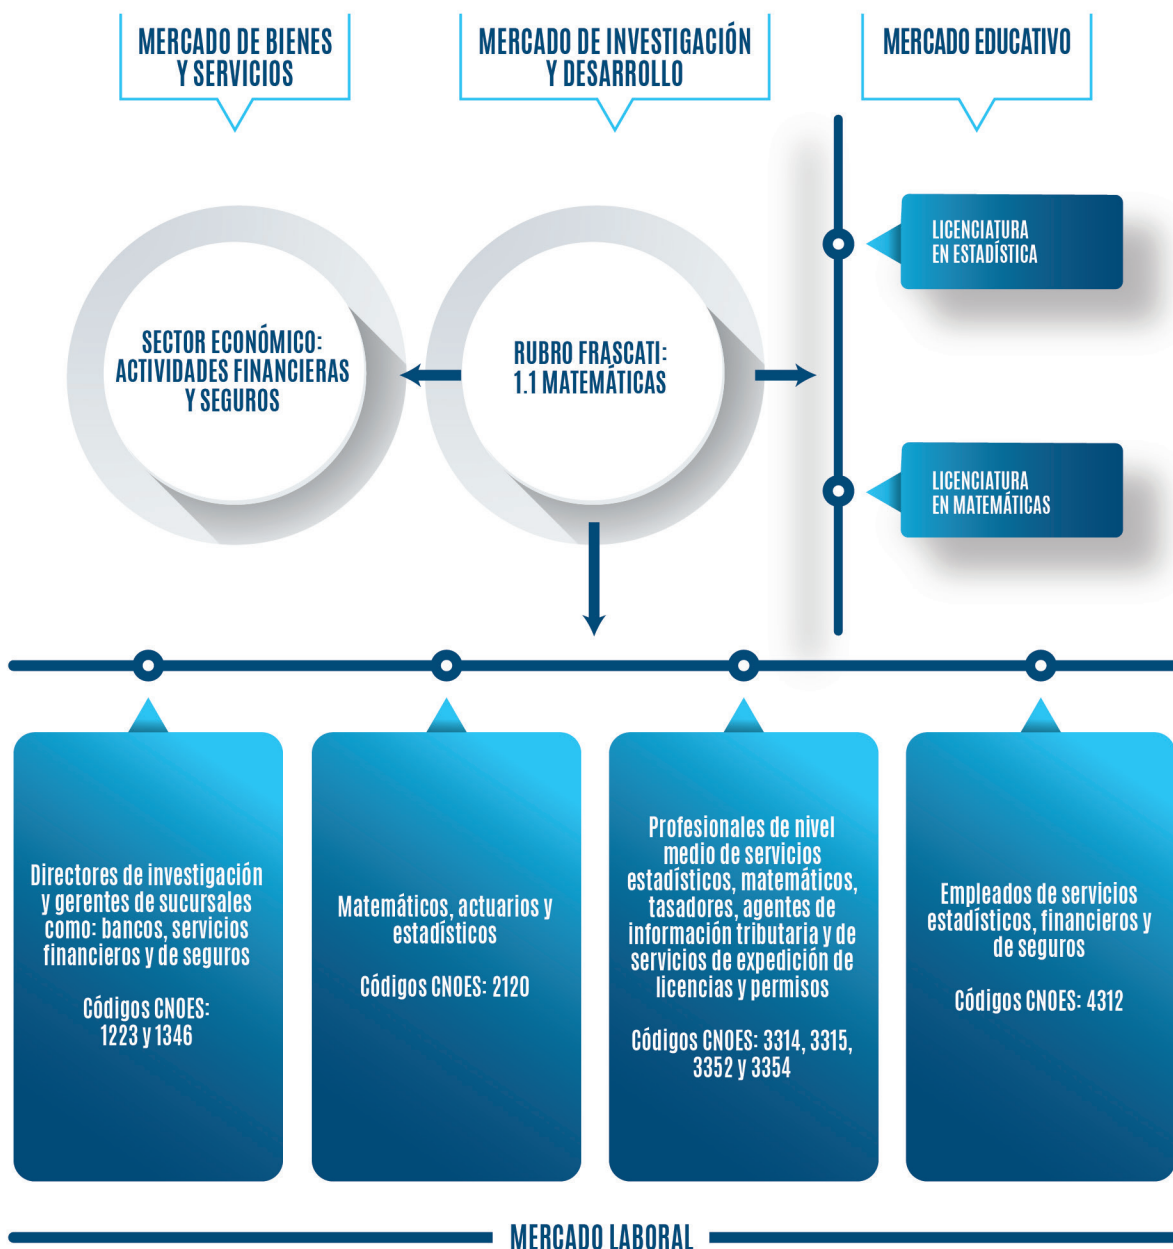 MERCADO DE BIENES
Y SERVICIOS
MERCADO DE INVESTIGACIÓN
Y DESARROLLO
MERCADO EDUCATIVO
SECTOR ECONÓMICO:
ACTIVIDADES FINANCIERAS
Y SEGUROS
RUBRO FRASCATI:
1.1 MATEMÁTICAS
LICENCIATURA
EN ESTADÍSTICA
LICENCIATURA
EN MATEMÁTICAS
Directores de investigación
y gerentes de sucursales
como: bancos, servicios
financieros y de seguros
Códigos CNOES:
1223 y 1346
Matemáticos, actuarios y
estadísticos
Códigos CNOES: 2120
Profesionales de nivel
medio de servicios
estadísticos, matemáticos,
tasadores, agentes de
información tributaria y de
servicios de expedición de
licencias y permisos
Códigos CNOES: 3314, 3315,
3352 y 3354
Empleados de servicios
estadísticos, financieros y
de seguros
Códigos CNOES: 4312
MERCADO LABORAL